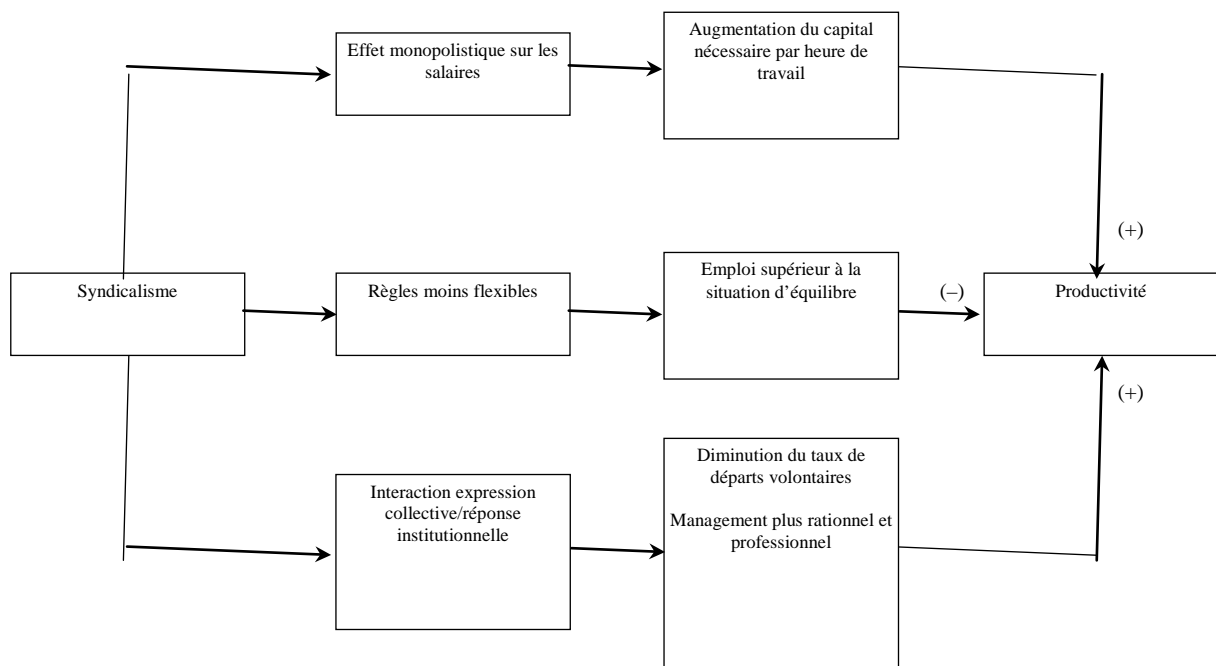 Effet monopolistique sur les
salaires
Augmentation du capital
nécessaire par heure de
travail
(+)
Syndicalisme
Règles moins flexibles
Emploi supérieur à la
situation d’équilibre
(–)
Productivité
(+)
Interaction expression
collective/réponse
institutionnelle
Diminution du taux de
départs volontaires
Management plus rationnel et
professionnel